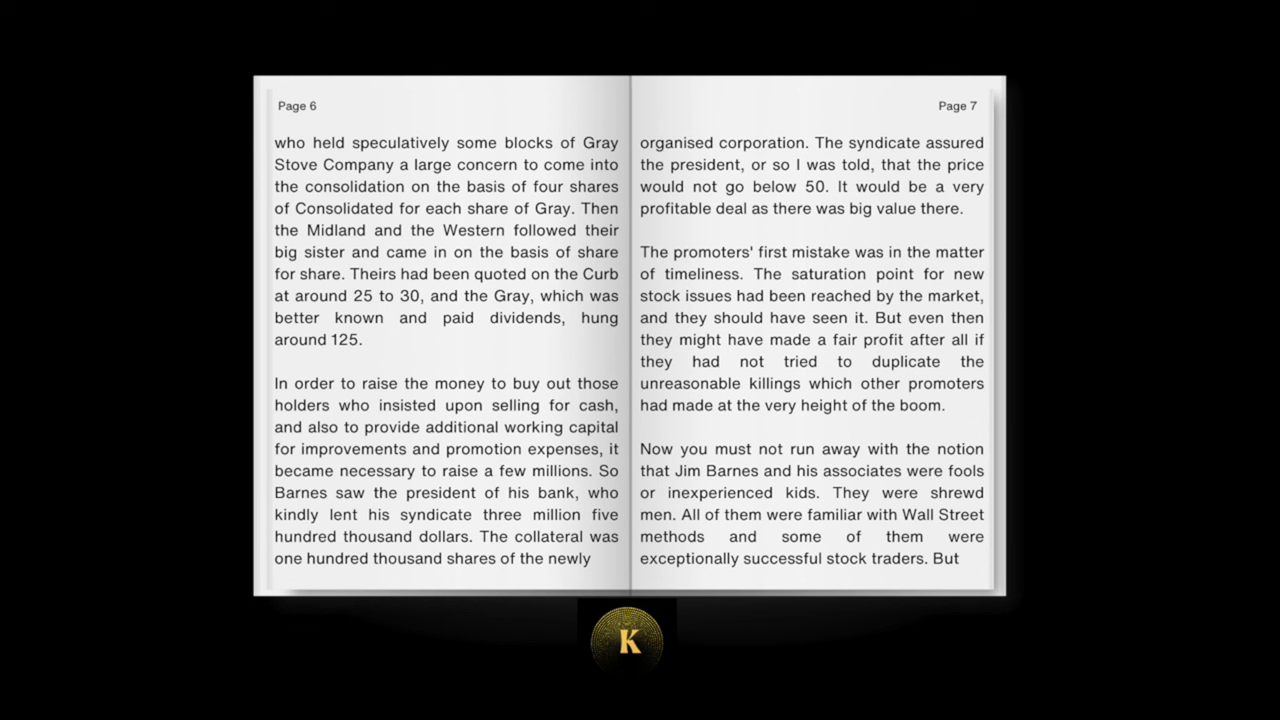 Page 6
who held speculatively some blocks of Gray
Stove Company a large concern to come into
the consolidation on the basis of four shares
of Consolidated for each share of Gray. Then
the Midland and the Western followed their
big sister and came in on the basis of share
for share. Theirs had been quoted on the Curb
at around 25 to 30, and the Gray, which was
better known and paid dividends, hung
around 125.
In order to raise the money to buy out those
holders who insisted upon selling for cash,
and also to provide additional working capital
for improvements and promotion expenses, it
became necessary to raise a few millions. So
Barnes saw the president of his bank, who
kindly lent his syndicate three million five
hundred thousand dollars. The collateral was
one hundred thousand shares of the newly
Page 7
organised corporation. The syndicate assured
the president, or so I was told, that the price
would not go below 50. It would be a very
profitable deal as there was big value there.
The promoters' first mistake was in the matter
of timeliness. The saturation point for new
stock issues had been reached by the market,
and they should have seen it. But even then
they might have made a fair profit after all if
they had not tried to duplicate the
unreasonable killings which other promoters
had made at the very height of the boom.
Now you must not run away with the notion
that Jim Barnes and his associates were fools
or inexperienced kids. They were shrewd
men. All of them were familiar with Wall Street
methods and some of them were
exceptionally successful stock traders. But
K